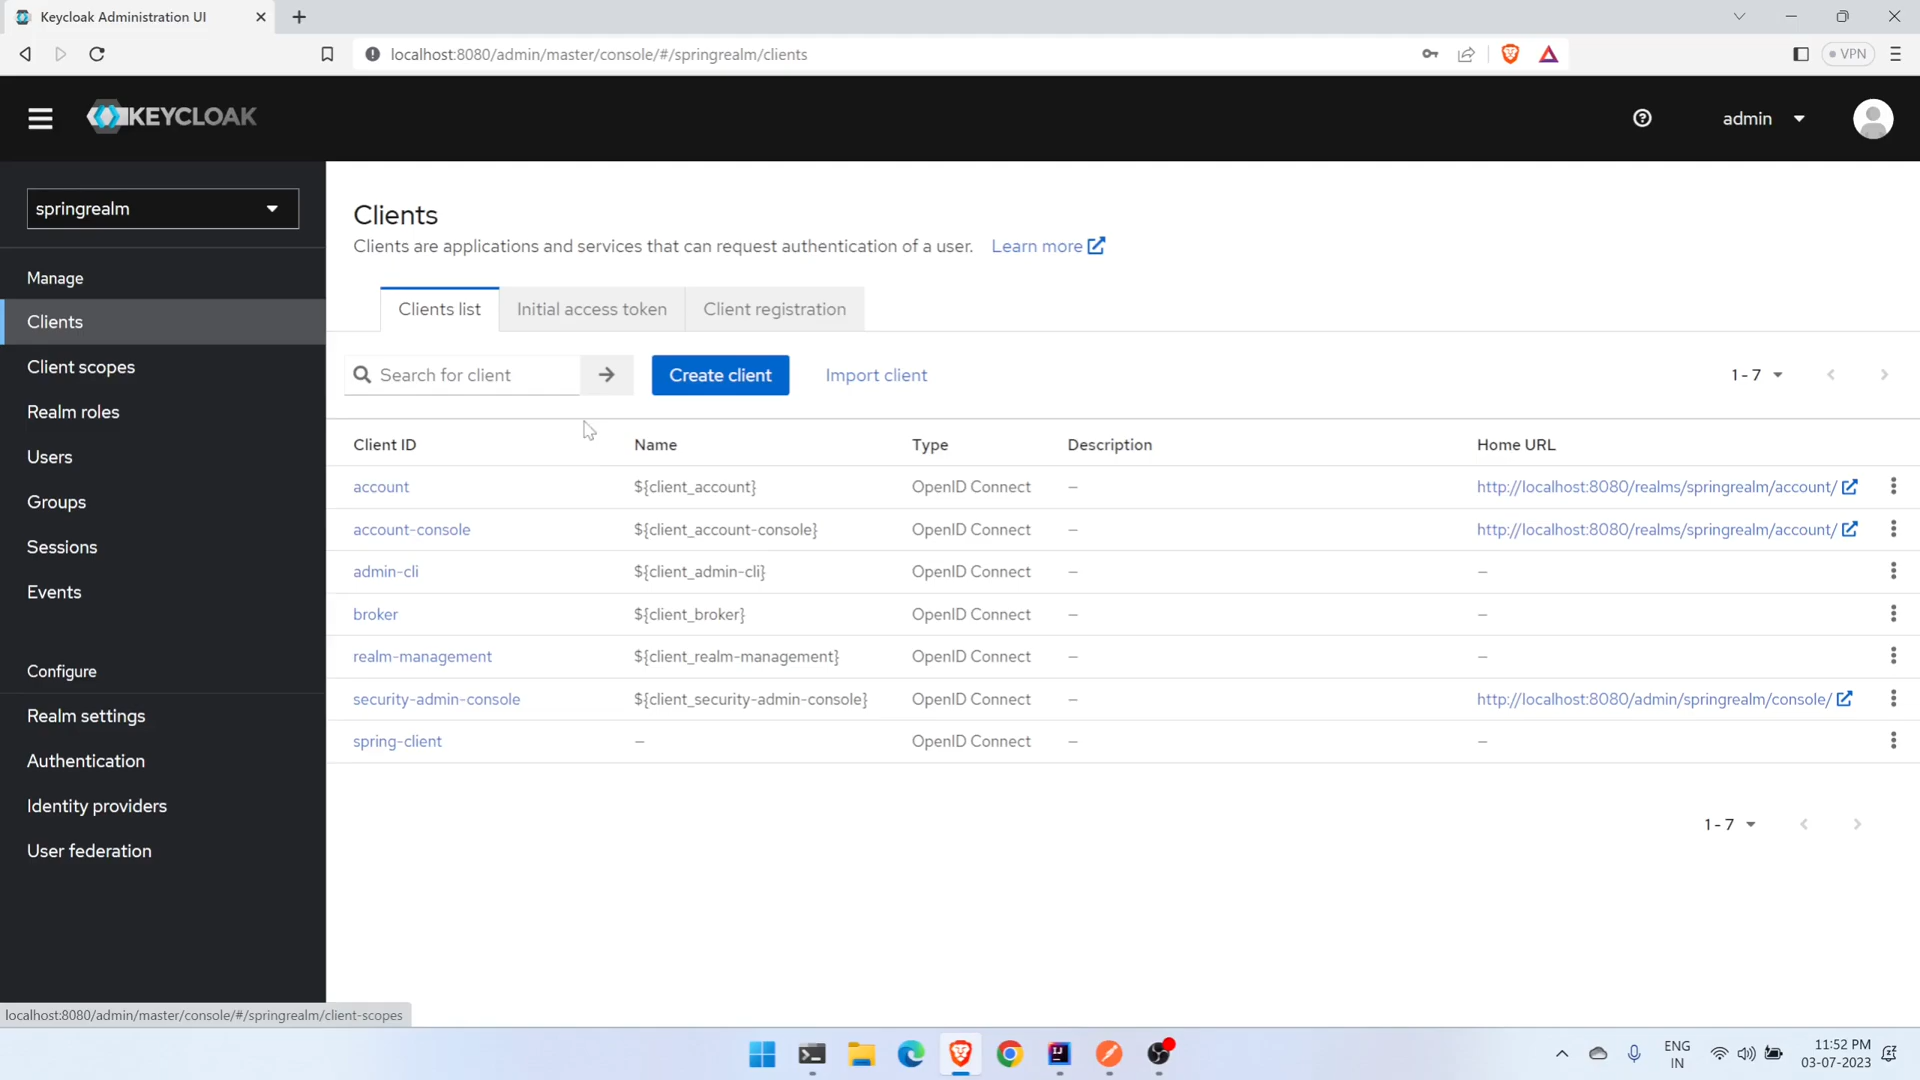 Keycloak Administration UI
localhost:8080/admin/master/console/#/springrealm/clients
VPN
KEYCLOAK
admin
springrealm
Manage
Clients
Client scopes
Realm roles
Users
Groups
Sessions
Events
Configure
Realm settings
Authentication
Identity providers
User federation
Clients
Clients are applications and services that can request authentication of a user. Learn more
Clients list
Initial access token
Client registration
Search for client
Create client
Import client
1 - 7
Client ID Name Type Description Home URL
account ${client_account} OpenID Connect – http://localhost:8080/realms/springrealm/account/
account-console ${client_account-console} OpenID Connect – http://localhost:8080/realms/springrealm/account/
admin-cli ${client_admin-cli} OpenID Connect – –
broker ${client_broker} OpenID Connect – –
realm-management ${client_realm-management} OpenID Connect – –
security-admin-console ${client_security-admin-console} OpenID Connect – http://localhost:8080/admin/springrealm/console/
spring-client – OpenID Connect – –
1 - 7
localhost:8080/admin/master/console/#/springrealm/client-scopes
ENG
IN
11:52 PM
03-07-2023